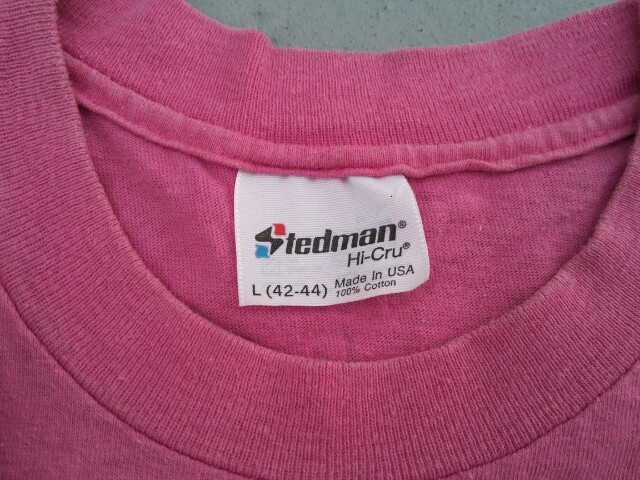 Stedman®
Hi-Cru®
L (42-44) Made in USA
100% Cotton